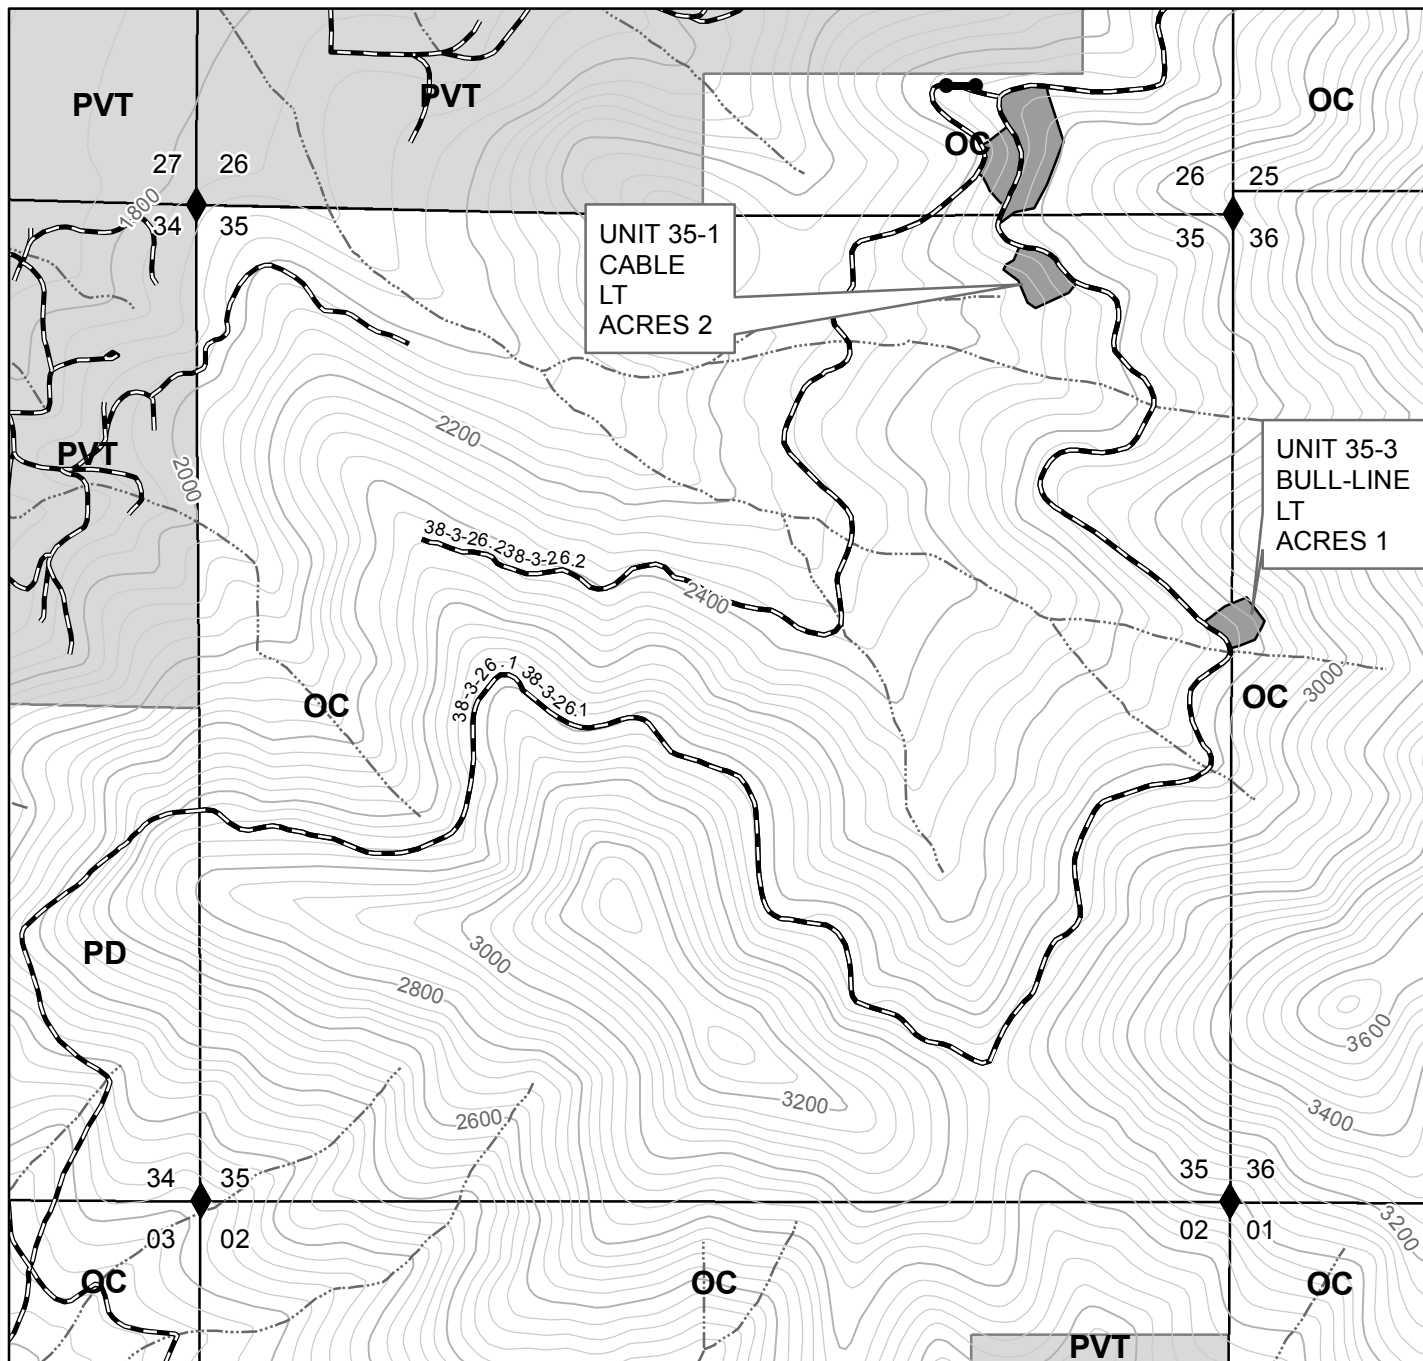 PVT
PVT
OC
27
26
26
25
OC
1800
34
35
35
36
UNIT 35-1
CABLE
LT
ACRES 2
2200
PVT
2000
UNIT 35-3
BULL-LINE
LT
ACRES 1
38-3-26.2
38-3-26.2
2400
38-3-26.1
38-3-26.1
3000
OC
OC
PD
3000
2800
3600
3200
2600
3400
34
35
35
36
03
02
02
01
3200
OC
OC
OC
PVT